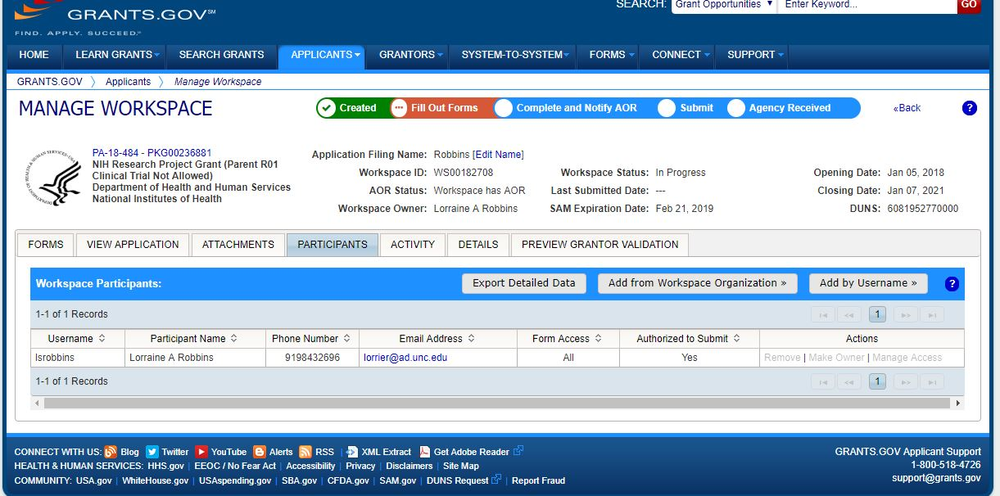 SEARCH: Grant Opportunities Enter Keyword... GO
GRANTS.GOV℠
FIND. APPLY. SUCCEED.℠
HOME LEARN GRANTS SEARCH GRANTS APPLICANTS GRANTORS SYSTEM-TO-SYSTEM FORMS CONNECT SUPPORT
GRANTS.GOV 〉 Applicants 〉 Manage Workspace
MANAGE WORKSPACE Created Fill Out Forms Complete and Notify AOR Submit Agency Received «Back ?
PA-18-484 - PKG00236881
NIH Research Project Grant (Parent R01
Clinical Trial Not Allowed)
Department of Health and Human Services
National Institutes of Health
Application Filing Name: Robbins [Edit Name]
Workspace ID: WS00182708 Workspace Status: In Progress Opening Date: Jan 05, 2018
AOR Status: Workspace has AOR Last Submitted Date: --- Closing Date: Jan 07, 2021
Workspace Owner: Lorraine A Robbins SAM Expiration Date: Feb 21, 2019 DUNS: 6081952770000
FORMS VIEW APPLICATION ATTACHMENTS PARTICIPANTS ACTIVITY DETAILS PREVIEW GRANTOR VALIDATION
Workspace Participants: Export Detailed Data Add from Workspace Organization » Add by Username » ?
1-1 of 1 Records 1
Username Participant Name Phone Number Email Address Form Access Authorized to Submit Actions
lsrobbins Lorraine A Robbins 9198432696 lorrier@ad.unc.edu All Yes Remove | Make Owner | Manage Access
1-1 of 1 Records 1
CONNECT WITH US: Blog Twitter YouTube Alerts RSS | XML Extract Get Adobe Reader
HEALTH & HUMAN SERVICES: HHS.gov | EEOC / No Fear Act | Accessibility | Privacy | Disclaimers | Site Map
COMMUNITY: USA.gov | WhiteHouse.gov | USAspending.gov | SBA.gov | CFDA.gov | SAM.gov | DUNS Request | Report Fraud
GRANTS.GOV Applicant Support
1-800-518-4726
support@grants.gov